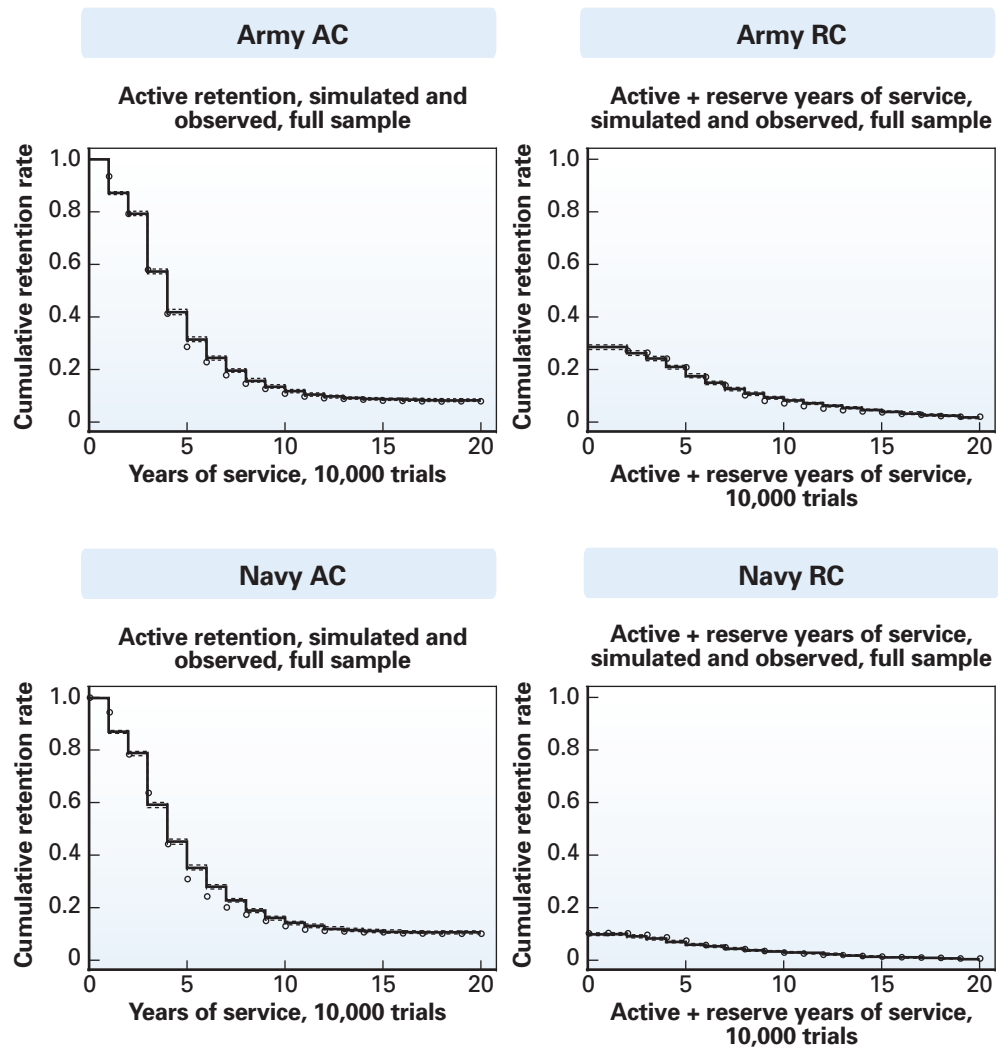 Army AC
Active retention, simulated and
observed, full sample
Cumulative retention rate
1.0
0.8
0.6
0.4
0.2
0
0 5 10 15 20
Years of service, 10,000 trials
Army RC
Active + reserve years of service,
simulated and observed, full sample
Cumulative retention rate
1.0
0.8
0.6
0.4
0.2
0
0 5 10 15 20
Active + reserve years of service,
10,000 trials
Navy AC
Active retention, simulated and
observed, full sample
Cumulative retention rate
1.0
0.8
0.6
0.4
0.2
0
0 5 10 15 20
Years of service, 10,000 trials
Navy RC
Active + reserve years of service,
simulated and observed, full sample
Cumulative retention rate
1.0
0.8
0.6
0.4
0.2
0
0 5 10 15 20
Active + reserve years of service,
10,000 trials